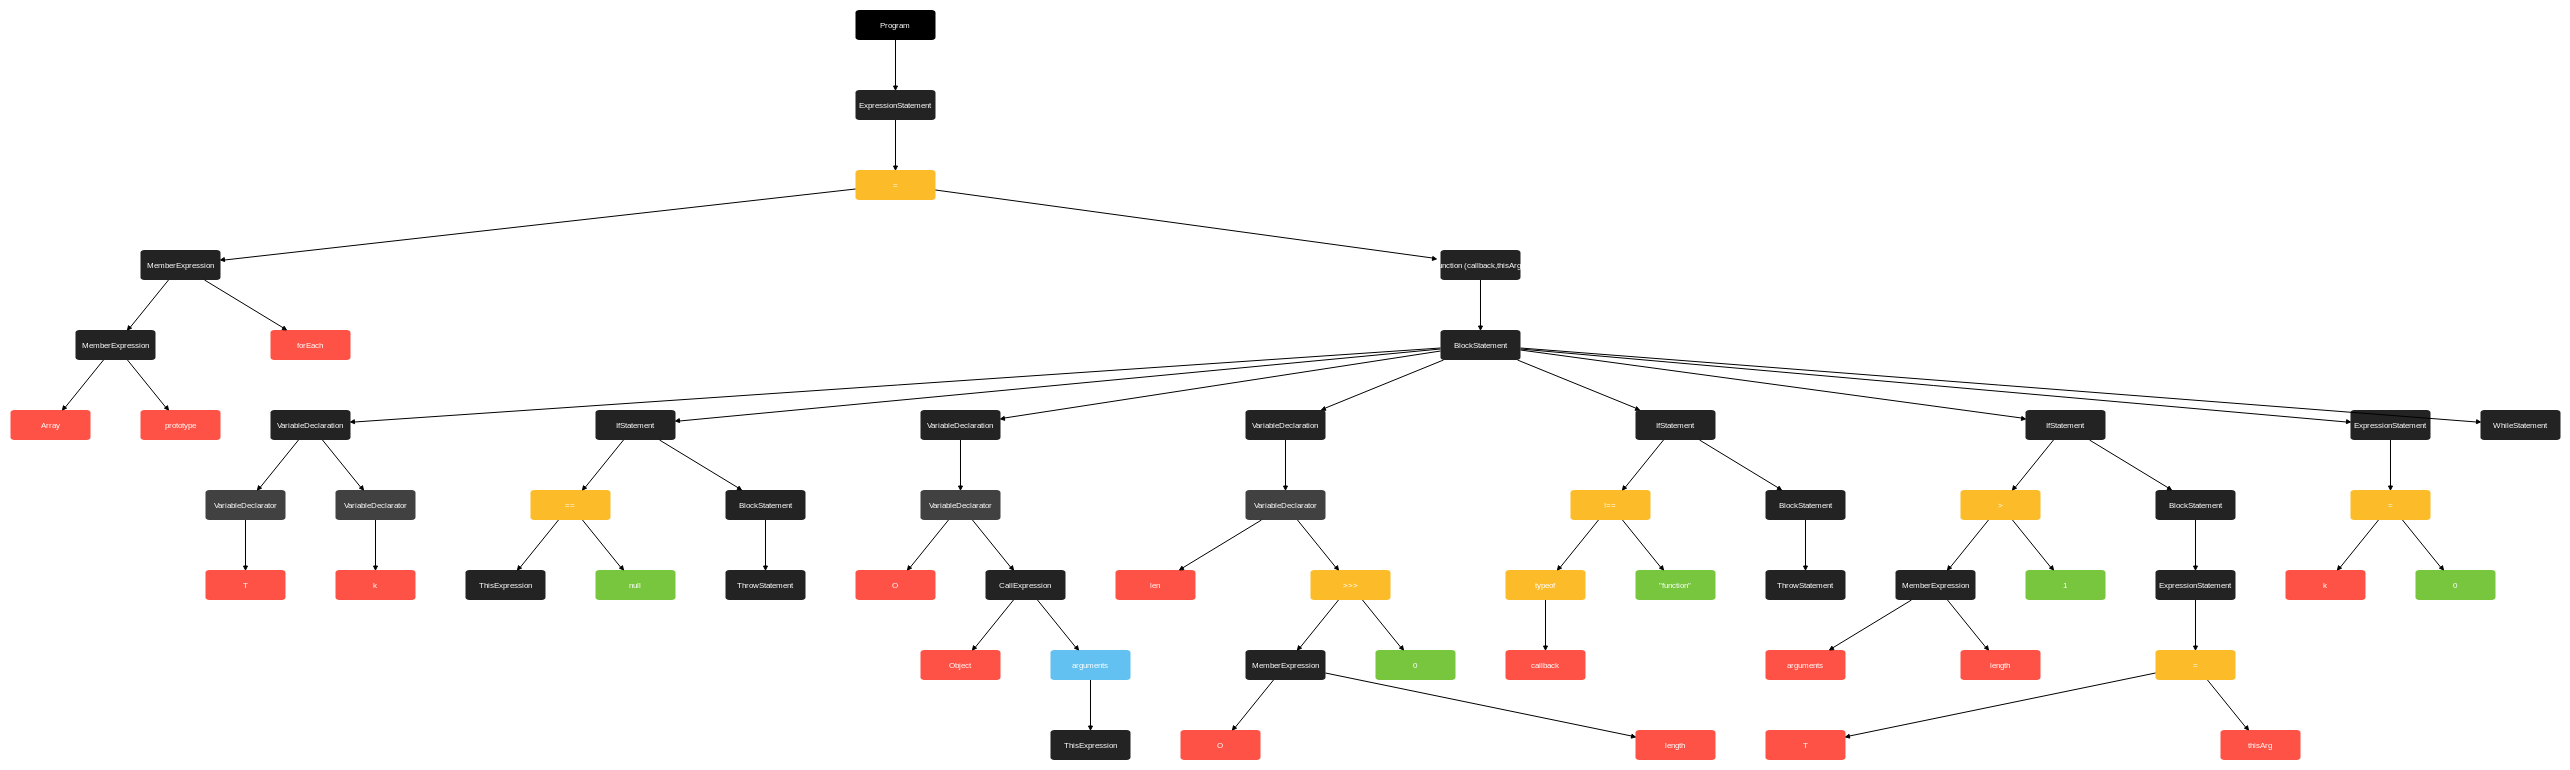 Program
ExpressionStatement
=
MemberExpression
nction (callback,thisArg
MemberExpression
forEach
BlockStatement
Array
prototype
VariableDeclaration
IfStatement
VariableDeclaration
VariableDeclaration
IfStatement
IfStatement
ExpressionStatement
WhileStatement
VariableDeclarator
VariableDeclarator
==
BlockStatement
VariableDeclarator
VariableDeclarator
!==
BlockStatement
>
BlockStatement
=
T
k
ThisExpression
null
ThrowStatement
O
CallExpression
len
>>>
typeof
"function"
ThrowStatement
MemberExpression
1
ExpressionStatement
k
0
Object
arguments
MemberExpression
0
callback
arguments
length
=
ThisExpression
O
length
T
thisArg